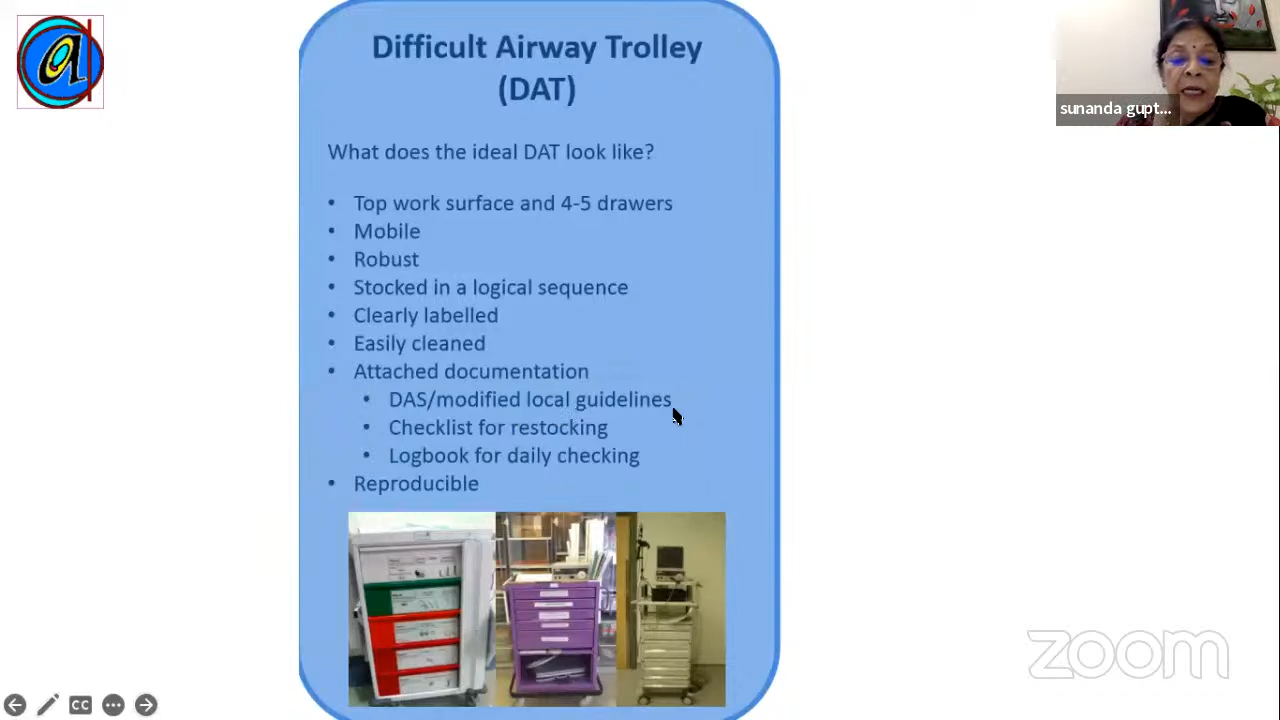 Difficult Airway Trolley
(DAT)
What does the ideal DAT look like?
• Top work surface and 4-5 drawers
• Mobile
• Robust
• Stocked in a logical sequence
• Clearly labelled
• Easily cleaned
• Attached documentation
• DAS/modified local guidelines
• Checklist for restocking
• Logbook for daily checking
• Reproducible
sunanda gupt...
zoom
CC